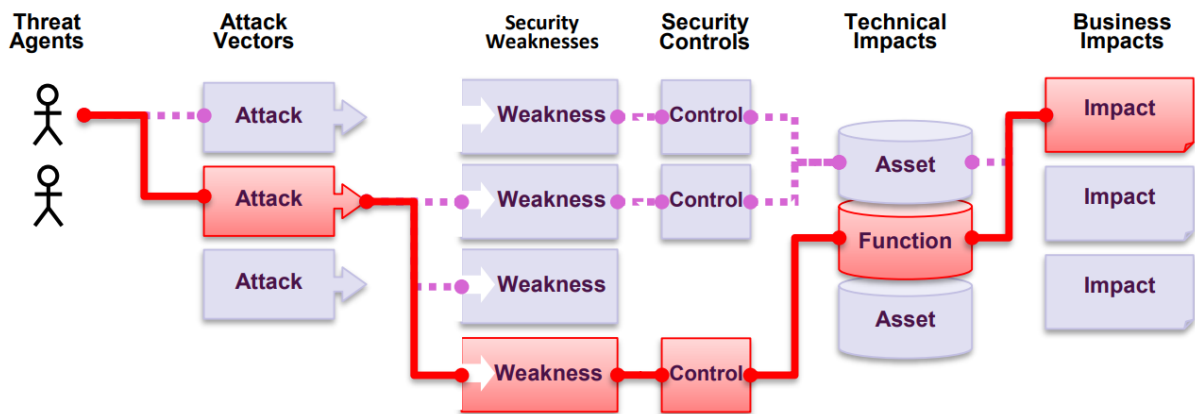 Threat
Agents
Attack
Vectors
Security
Weaknesses
Security
Controls
Technical
Impacts
Business
Impacts
Attack
Weakness
Control
Impact
Asset
Attack
Weakness
Control
Impact
Function
Attack
Weakness
Impact
Asset
Weakness
Control